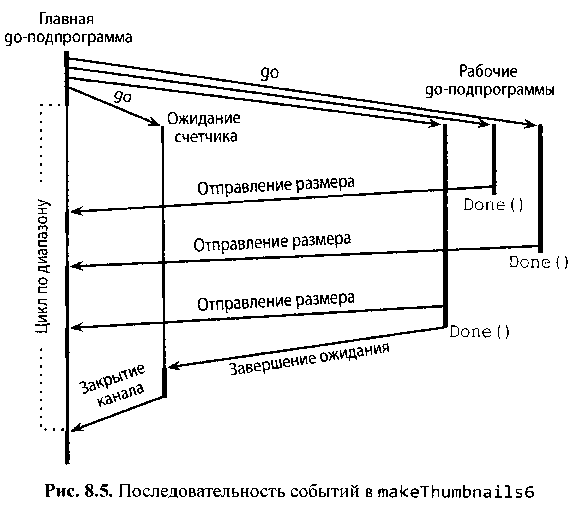 Главная
go-подпрограмма
go
Рабочие
go-подпрограммы
go
Ожидание
счетчика
Отправление размера
Done()
Отправление размера
Done()
Цикл по диапазону
Отправление размера
Done()
Завершение ожидания
Закрытие
канала
Рис. 8.5. Последовательность событий в makeThumbnails6